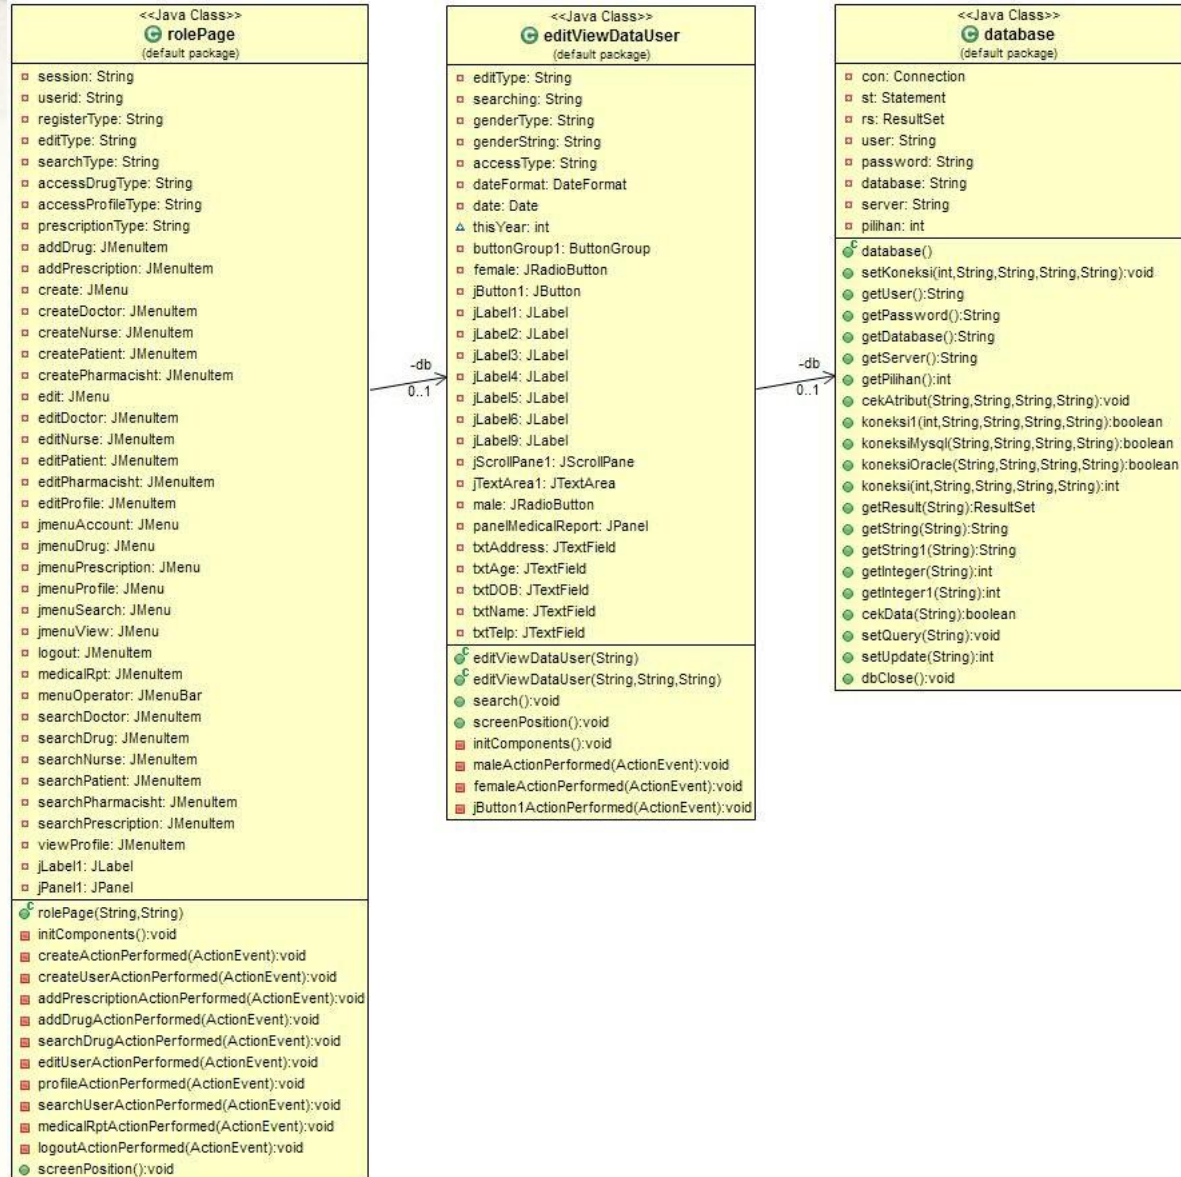 <<Java Class>>
rolePage
(default package)
session: String
userid: String
registerType: String
editType: String
searchType: String
accessDrugType: String
accessProfileType: String
prescriptionType: String
addDrug: JMenuItem
addPrescription: JMenuItem
create: JMenu
createDoctor: JMenuItem
createNurse: JMenuItem
createPatient: JMenuItem
createPharmacisht: JMenuItem
edit: JMenu
editDoctor: JMenuItem
editNurse: JMenuItem
editPatient: JMenuItem
editPharmacisht: JMenuItem
editProfile: JMenuItem
jmenuAccount: JMenu
jmenuDrug: JMenu
jmenuPrescription: JMenu
jmenuProfile: JMenu
jmenuSearch: JMenu
jmenuView: JMenu
logout: JMenuItem
medicalRpt: JMenuItem
menuOperator: JMenuBar
searchDoctor: JMenuItem
searchDrug: JMenuItem
searchNurse: JMenuItem
searchPatient: JMenuItem
searchPharmacisht: JMenuItem
searchPrescription: JMenuItem
viewProfile: JMenuItem
jLabel1: JLabel
jPanel1: JPanel
rolePage(String,String)
initComponents():void
createActionPerformed(ActionEvent):void
createUserActionPerformed(ActionEvent):void
addPrescriptionActionPerformed(ActionEvent):void
addDrugActionPerformed(ActionEvent):void
searchDrugActionPerformed(ActionEvent):void
editUserActionPerformed(ActionEvent):void
profileActionPerformed(ActionEvent):void
searchUserActionPerformed(ActionEvent):void
medicalRptActionPerformed(ActionEvent):void
logoutActionPerformed(ActionEvent):void
screenPosition():void
-db
0..1
<<Java Class>>
editViewDataUser
(default package)
editType: String
searching: String
genderType: String
genderString: String
accessType: String
dateFormat: DateFormat
date: Date
thisYear: int
buttonGroup1: ButtonGroup
female: JRadioButton
jButton1: JButton
jLabel1: JLabel
jLabel2: JLabel
jLabel3: JLabel
jLabel4: JLabel
jLabel5: JLabel
jLabel6: JLabel
jLabel9: JLabel
jScrollPane1: JScrollPane
jTextArea1: JTextArea
male: JRadioButton
panelMedicalReport: JPanel
txtAddress: JTextField
txtAge: JTextField
txtDOB: JTextField
txtName: JTextField
txtTelp: JTextField
editViewDataUser(String)
editViewDataUser(String,String,String)
search():void
screenPosition():void
initComponents():void
maleActionPerformed(ActionEvent):void
femaleActionPerformed(ActionEvent):void
jButton1ActionPerformed(ActionEvent):void
-db
0..1
<<Java Class>>
database
(default package)
con: Connection
st: Statement
rs: ResultSet
user: String
password: String
database: String
server: String
pilihan: int
database()
setKoneksi(int,String,String,String,String):void
getUser():String
getPassword():String
getDatabase():String
getServer():String
getPilihan():int
cekAtribut(String,String,String,String):void
koneksi1(int,String,String,String,String):boolean
koneksiMysql(String,String,String,String):boolean
koneksiOracle(String,String,String,String):boolean
koneksi(int,String,String,String,String):int
getResult(String):ResultSet
getString(String):String
getString1(String):String
getInteger(String):int
getInteger1(String):int
cekData(String):boolean
setQuery(String):void
setUpdate(String):int
dbClose():void